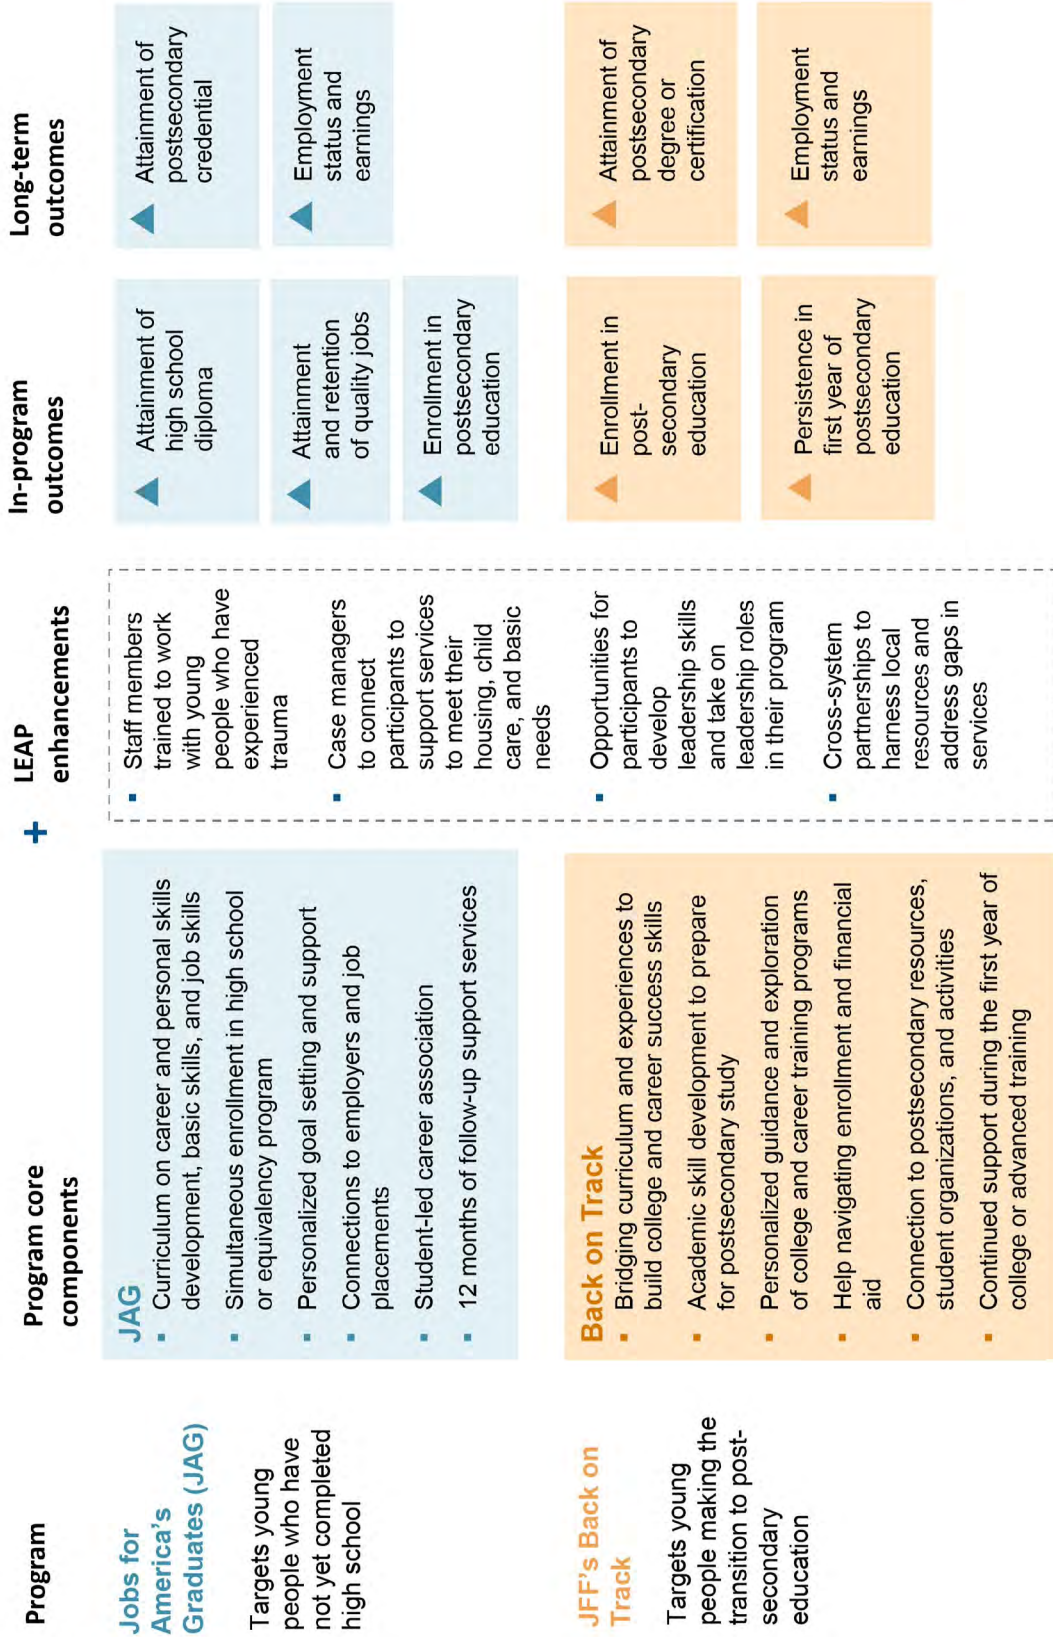 Program
Program core
components
+
LEAP
enhancements
In-program
outcomes
Long-term
outcomes
Jobs for
America's
Graduates (JAG)
Targets young
people who have
not yet completed
high school
JAG
▪ Curriculum on career and personal skills
development, basic skills, and job skills
▪ Simultaneous enrollment in high school
or equivalency program
▪ Personalized goal setting and support
▪ Connections to employers and job
placements
▪ Student-led career association
▪ 12 months of follow-up support services
▪ Staff members
trained to work
with young
people who have
experienced
trauma
▪ Case managers
to connect
participants to
support services
to meet their
housing, child
care, and basic
needs
▪ Opportunities for
participants to
develop
leadership skills
and take on
leadership roles
in their program
▪ Cross-system
partnerships to
harness local
resources and
address gaps in
services
Attainment of
high school
diploma
Attainment
and retention
of quality jobs
Enrollment in
postsecondary
education
Attainment of
postsecondary
credential
Employment
status and
earnings
JFF's Back on
Track
Targets young
people making the
transition to post-
secondary
education
Back on Track
▪ Bridging curriculum and experiences to
build college and career success skills
▪ Academic skill development to prepare
for postsecondary study
▪ Personalized guidance and exploration
of college and career training programs
▪ Help navigating enrollment and financial
aid
▪ Connection to postsecondary resources,
student organizations, and activities
▪ Continued support during the first year of
college or advanced training
Enrollment in
post-
secondary
education
Persistence in
first year of
postsecondary
education
Attainment of
postsecondary
degree or
certification
Employment
status and
earnings